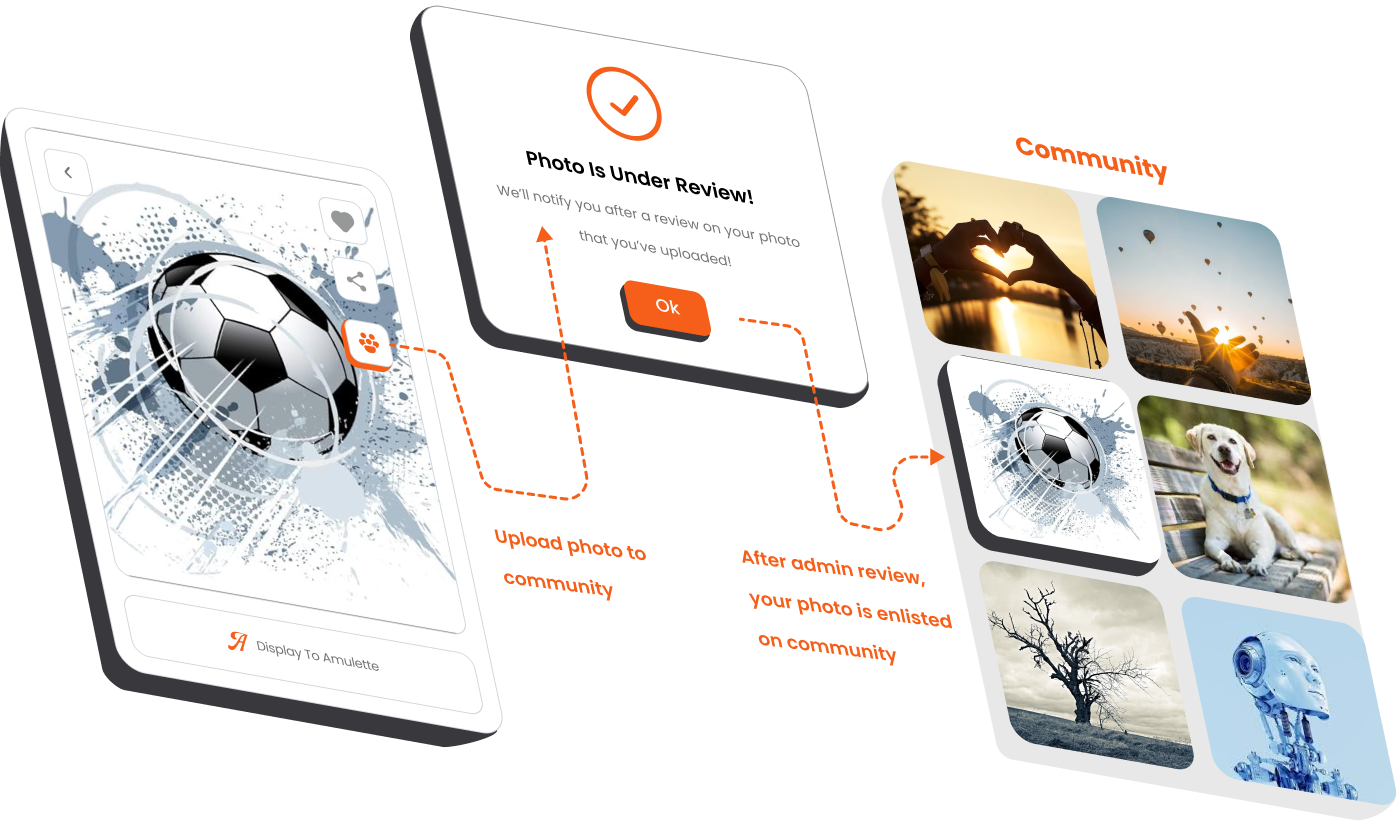 Photo Is Under Review!
We'll notify you after a review on your photo
that you've uploaded!
Ok
Display To Amulette
Upload photo to
community
After admin review,
your photo is enlisted
on community
Community